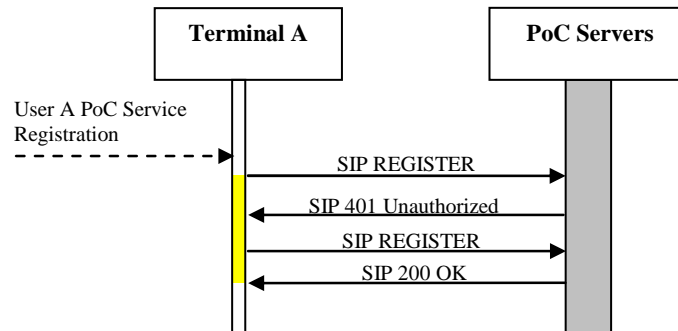 Terminal A
PoC Servers
User A PoC Service
Registration
SIP REGISTER
SIP 401 Unauthorized
SIP REGISTER
SIP 200 OK